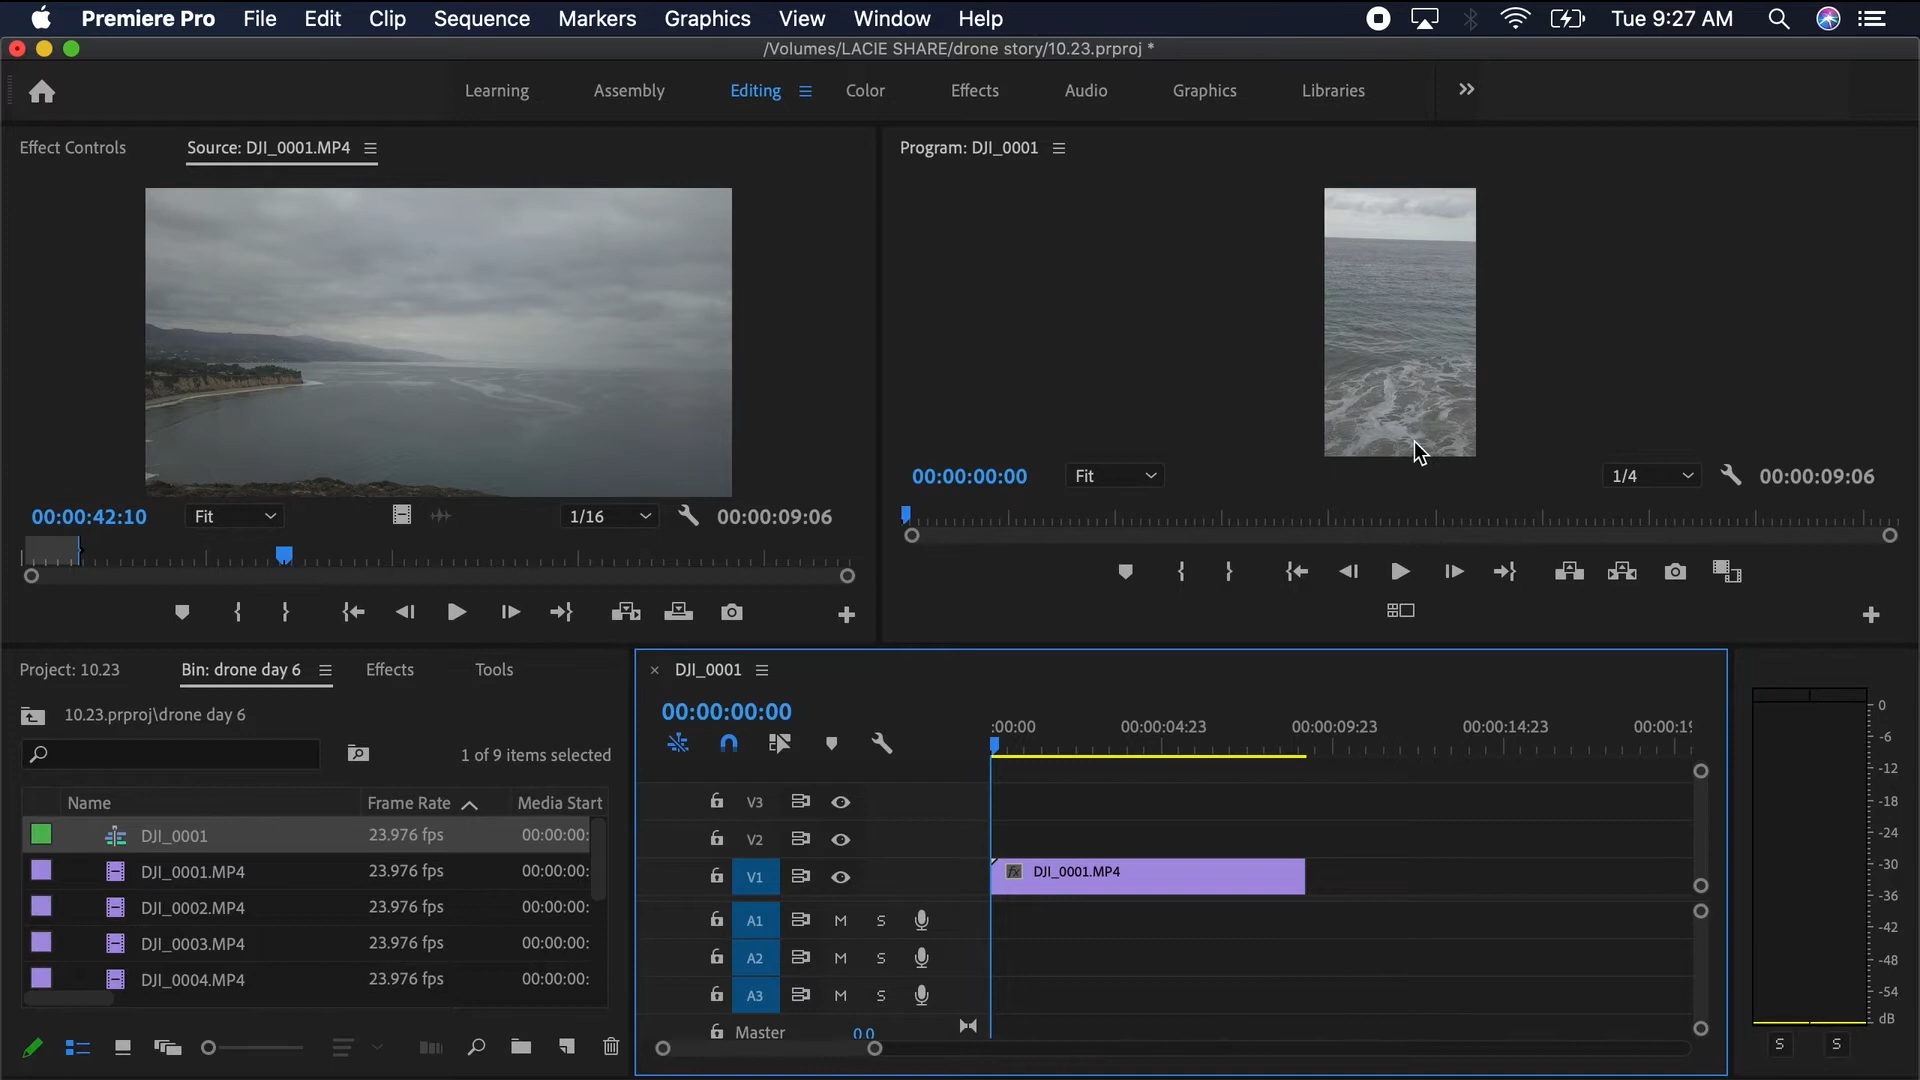 Premiere Pro File Edit Clip Sequence Markers Graphics View Window Help Tue 9:27 AM
/Volumes/LACIE SHARE/drone story/10.23.prproj *
Learning Assembly Editing Color Effects Audio Graphics Libraries
Effect Controls Source: DJI_0001.MP4
Program: DJI_0001
00:00:00:00 Fit 1/4 00:00:09:06
00:00:42:10 Fit 1/16 00:00:09:06
Project: 10.23 Bin: drone day 6 Effects Tools
10.23.prproj\drone day 6
1 of 9 items selected
Name Frame Rate Media Start
DJI_0001 23.976 fps 00:00:00:
DJI_0001.MP4 23.976 fps 00:00:00:
DJI_0002.MP4 23.976 fps 00:00:00:
DJI_0003.MP4 23.976 fps 00:00:00:
DJI_0004.MP4 23.976 fps 00:00:00:
× DJI_0001
00:00:00:00
:00:00 00:00:04:23 00:00:09:23 00:00:14:23 00:00:19
V3
V2
V1 fx DJI_0001.MP4
A1 M S
A2 M S
A3 M S
Master 0.0
0
-6
-12
-18
-24
-30
-36
-42
-48
-54
dB
S S